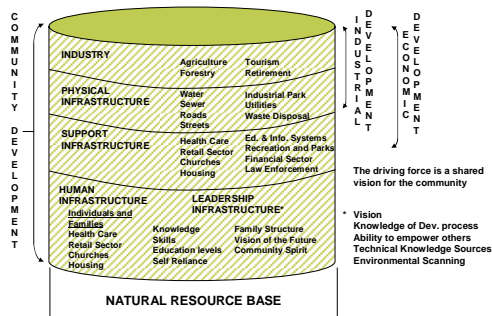 COMMUNITY DEVELOPMENT
INDUSTRY
Agriculture Tourism
Forestry Retirement
PHYSICAL
INFRASTRUCTURE
Water Industrial Park
Sewer Utilities
Roads Waste Disposal
Streets
SUPPORT
INFRASTRUCTURE
Health Care Ed. & Info. Systems
Retail Sector Recreation and Parks
Churches Financial Sector
Housing Law Enforcement
HUMAN
INFRASTRUCTURE
Individuals and
Families
Health Care
Retail Sector
Churches
Housing
LEADERSHIP
INFRASTRUCTURE*
Knowledge Family Structure
Skills Vision of the Future
Education levels Community Spirit
Self Reliance
NATURAL RESOURCE BASE
INDUSTRIAL
DEVELOPMENT
ECONOMIC
DEVELOPMENT
The driving force is a shared
vision for the community
* Vision
Knowledge of Dev. process
Ability to empower others
Technical Knowledge Sources
Environmental Scanning